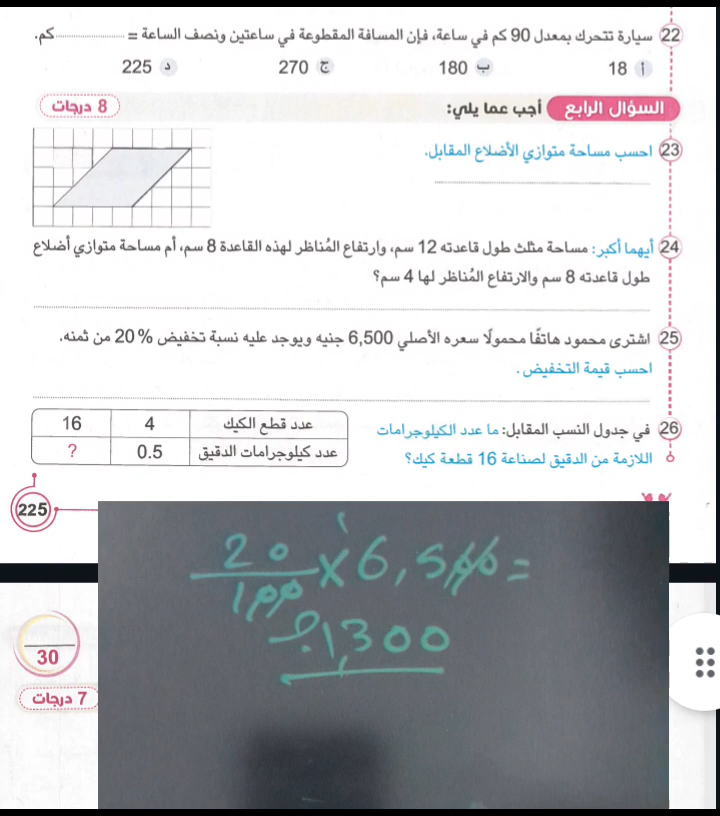 22 سيارة تتحرك بمعدل 90 كم في ساعة، فإن المسافة المقطوعة في ساعتين ونصف الساعة = .................. كم.
أ 18 ب 180 ج 270 د 225
السؤال الرابع أجب عما يلي: 8 درجات
23 احسب مساحة متوازي الأضلاع المقابل.
24 أيهما أكبر: مساحة مثلث طول قاعدته 12 سم، وارتفاع المُناظر لهذه القاعدة 8 سم، أم مساحة متوازي أضلاع
طول قاعدته 8 سم والارتفاع المُناظر لها 4 سم؟
25 اشترى محمود هاتفًا محمولًا سعره الأصلي 6,500 جنيه ويوجد عليه نسبة تخفيض 20% من ثمنه.
احسب قيمة التخفيض.
26 في جدول النسب المقابل: ما عدد الكيلوجرامات
اللازمة من الدقيق لصناعة 16 قطعة كيك؟
عدد قطع الكيك 4 16
عدد كيلوجرامات الدقيق 0.5 ?
225
20/100 × 6,500 =
1,300
30
7 درجات